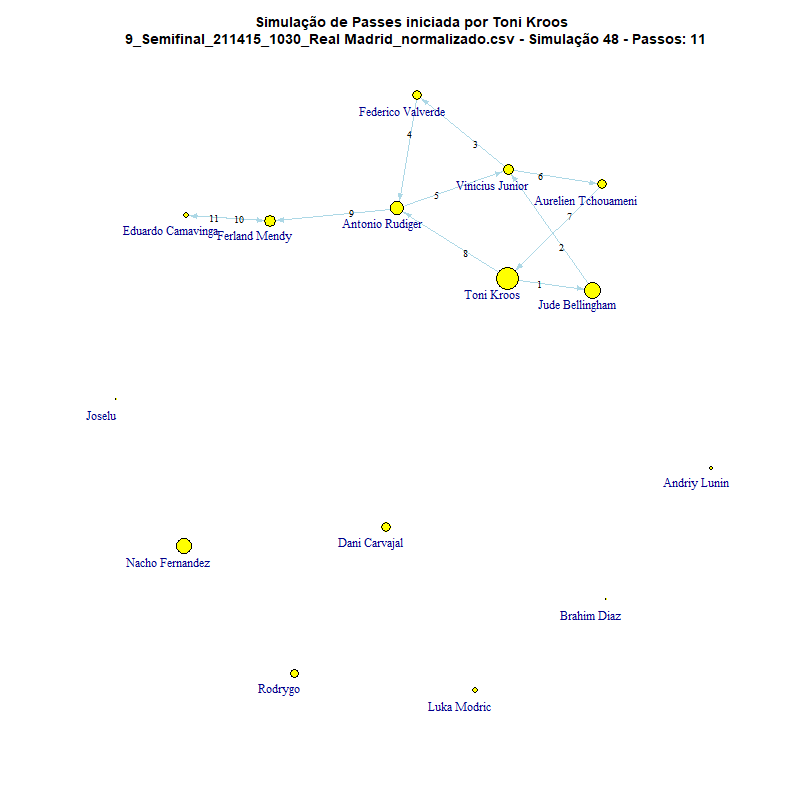 Simulação de Passes iniciada por Toni Kroos
9_Semifinal_211415_1030_Real Madrid_normalizado.csv - Simulação 48 - Passos: 11
Federico Valverde
4
3
Vinicius Junior
6
5
Aurelien Tchouameni
7
11
10
9
Eduardo Camavinga
Ferland Mendy
Antonio Rudiger
8
2
Toni Kroos
1
Jude Bellingham
Joselu
Andriy Lunin
Dani Carvajal
Nacho Fernandez
Brahim Diaz
Rodrygo
Luka Modric